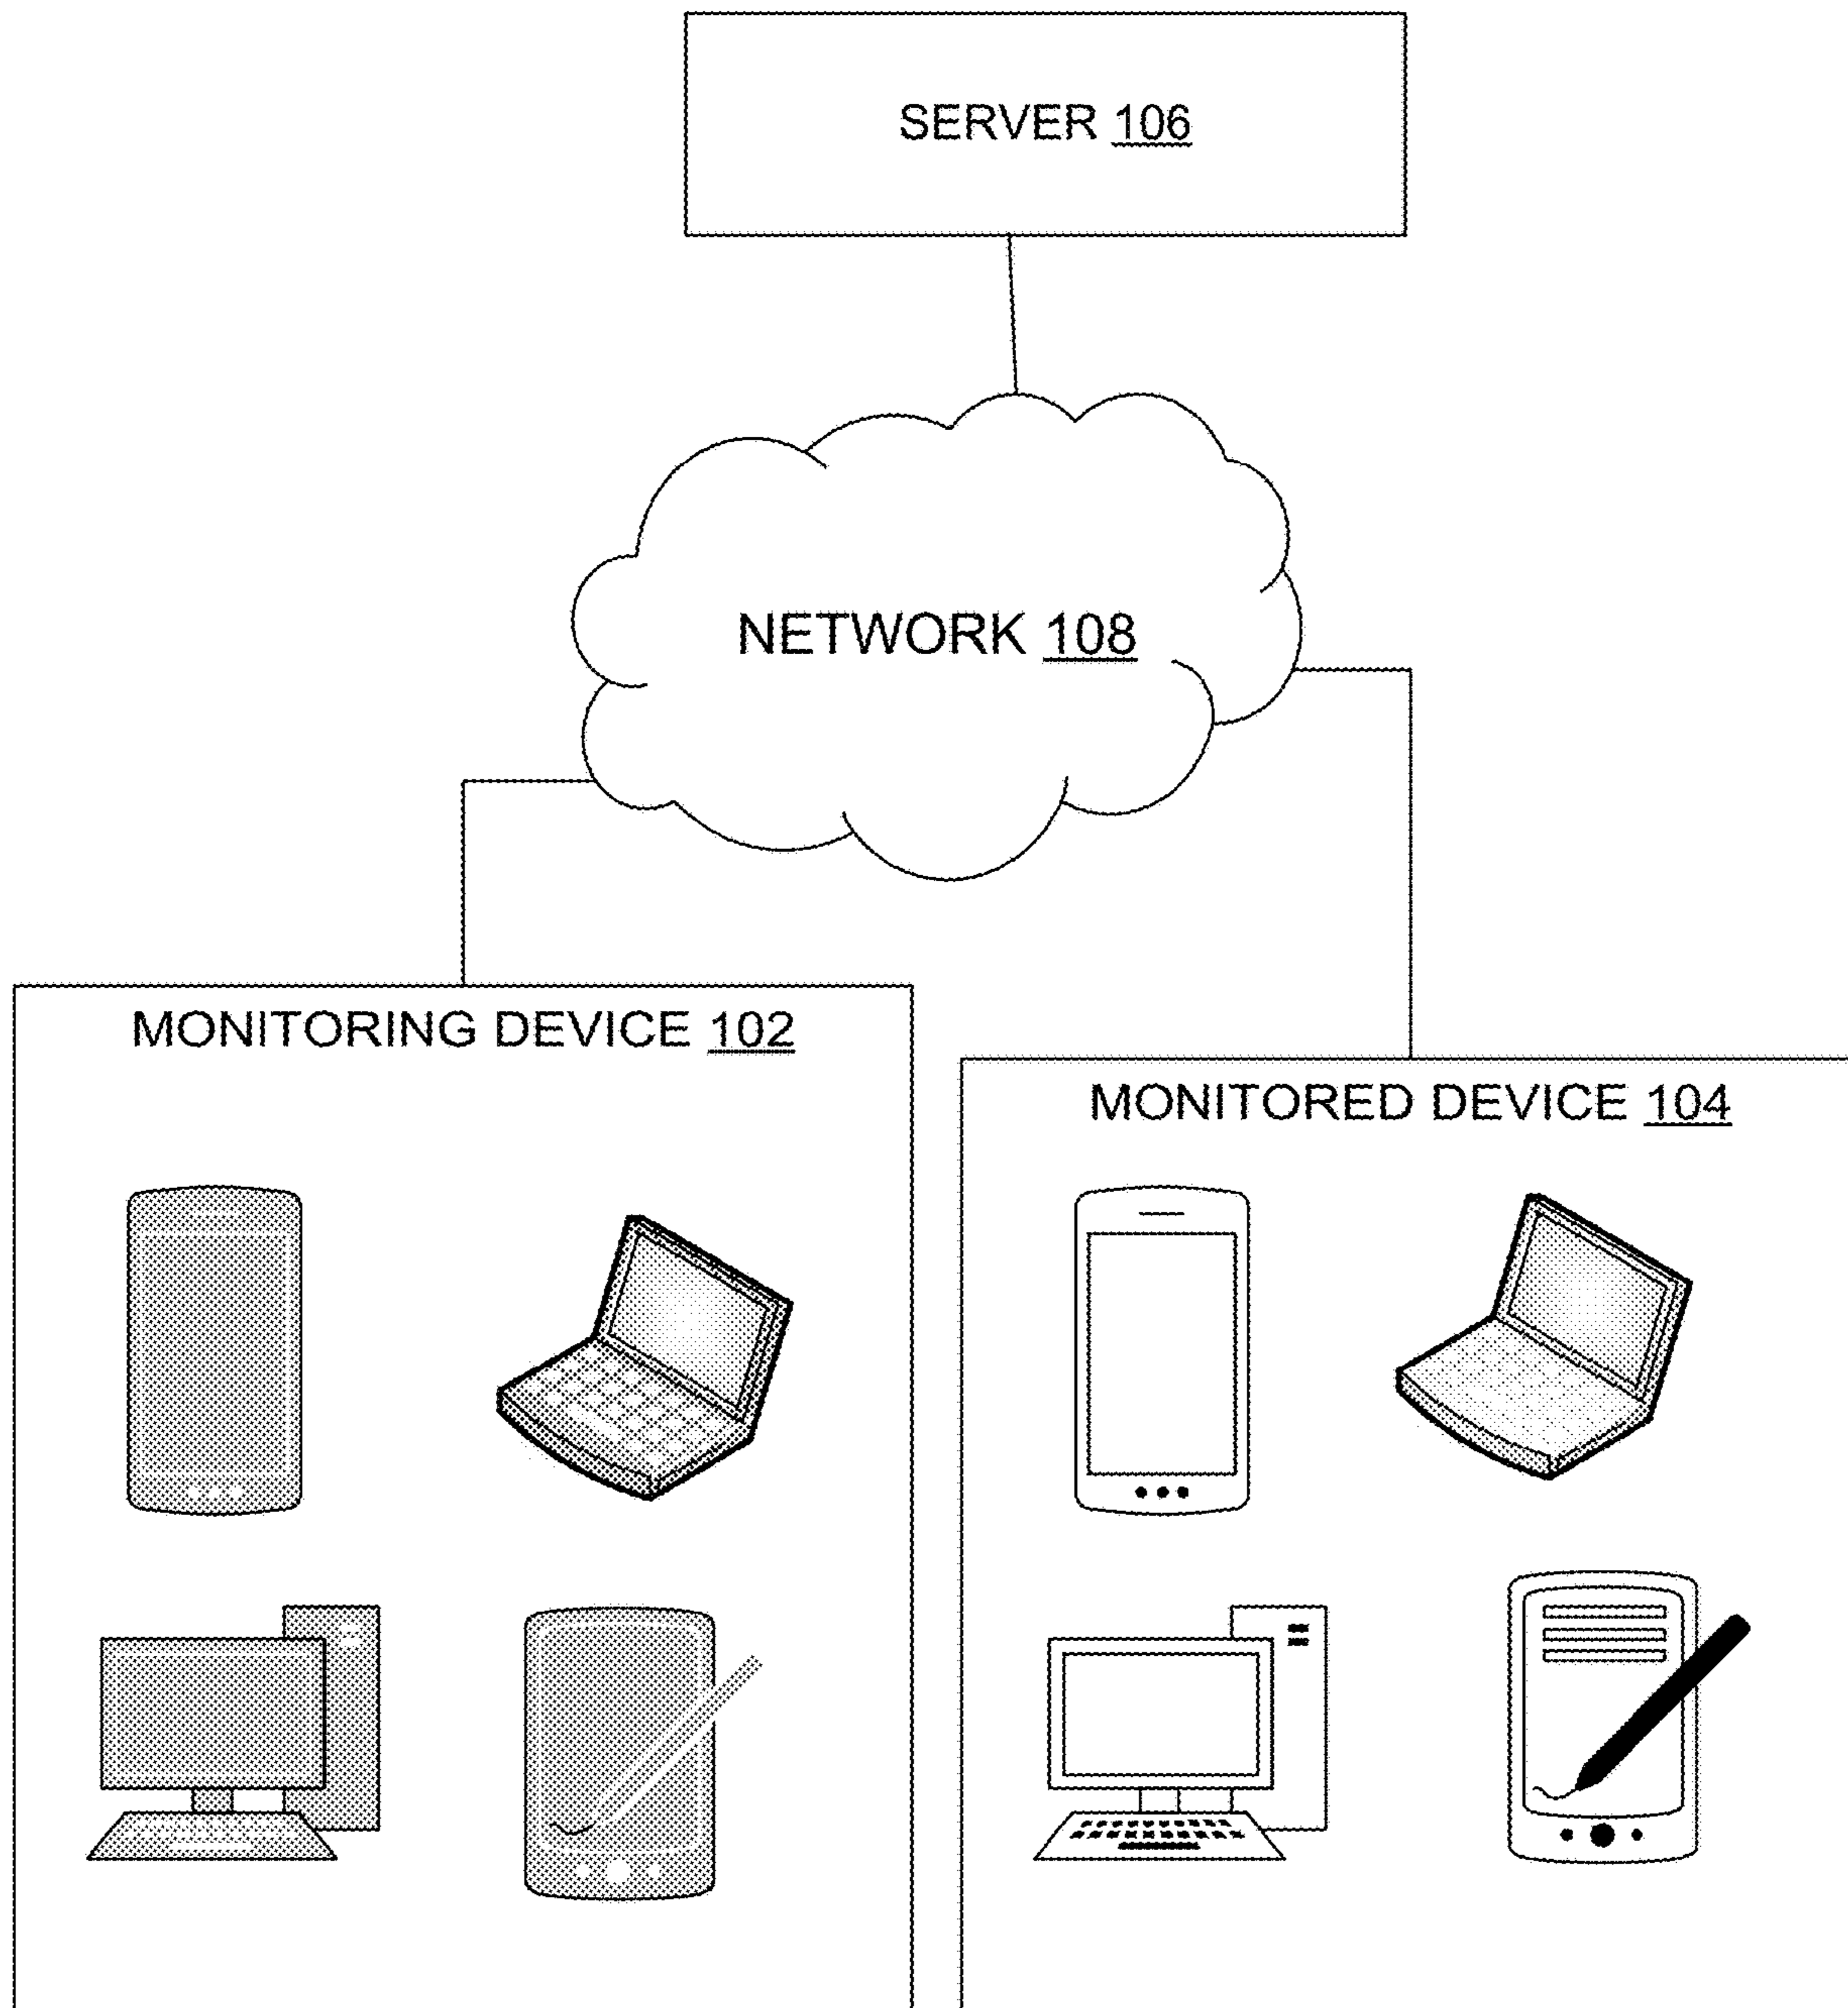 SERVER 106
NETWORK 108
MONITORING DEVICE 102
MONITORED DEVICE 104